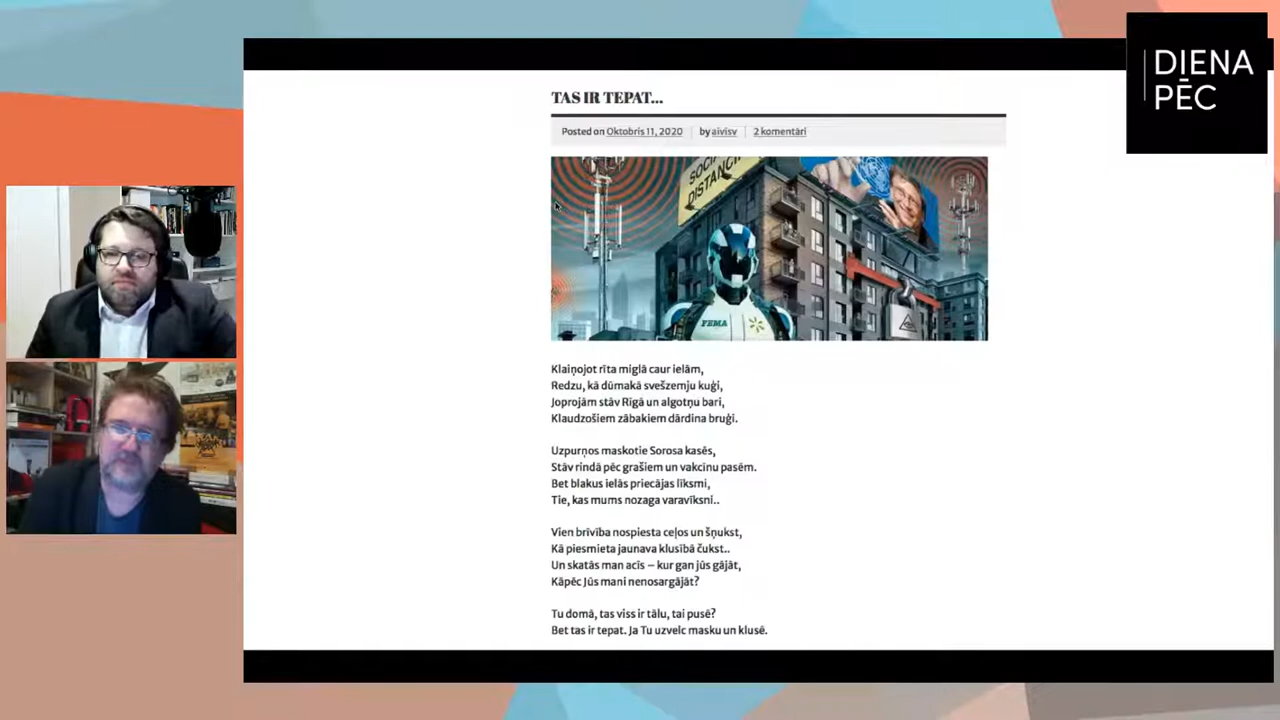 DIENA
PĒC
TAS IR TEPAT...
Posted on Oktobris 11, 2020 by aivisv 2 komentāri
SOCI
DISTANCI
FEMA
Klaiņojot rīta miglā caur ielām,
Redzu, kā dūmakā svešzemju kuģi,
Joprojām stāv Rīgā un algotņu bari,
Klaudzošiem zābakiem dārdina bruģi.
Uzpurņos maskotie Sorosa kasēs,
Stāv rindā pēc grašiem un vakcīnu pasēm.
Bet blakus ielās priecājas līksmi,
Tie, kas mums nozaga varavīksni..
Vien brīvība nospiesta ceļos un šņukst,
Kā piesmieta jaunava klusībā čukst..
Un skatās man acīs – kur gan jūs gājāt,
Kāpēc Jūs mani nenosargājāt?
Tu domā, tas viss ir tālu, tai pusē?
Bet tas ir tepat. Ja Tu uzvelc masku un klusē.